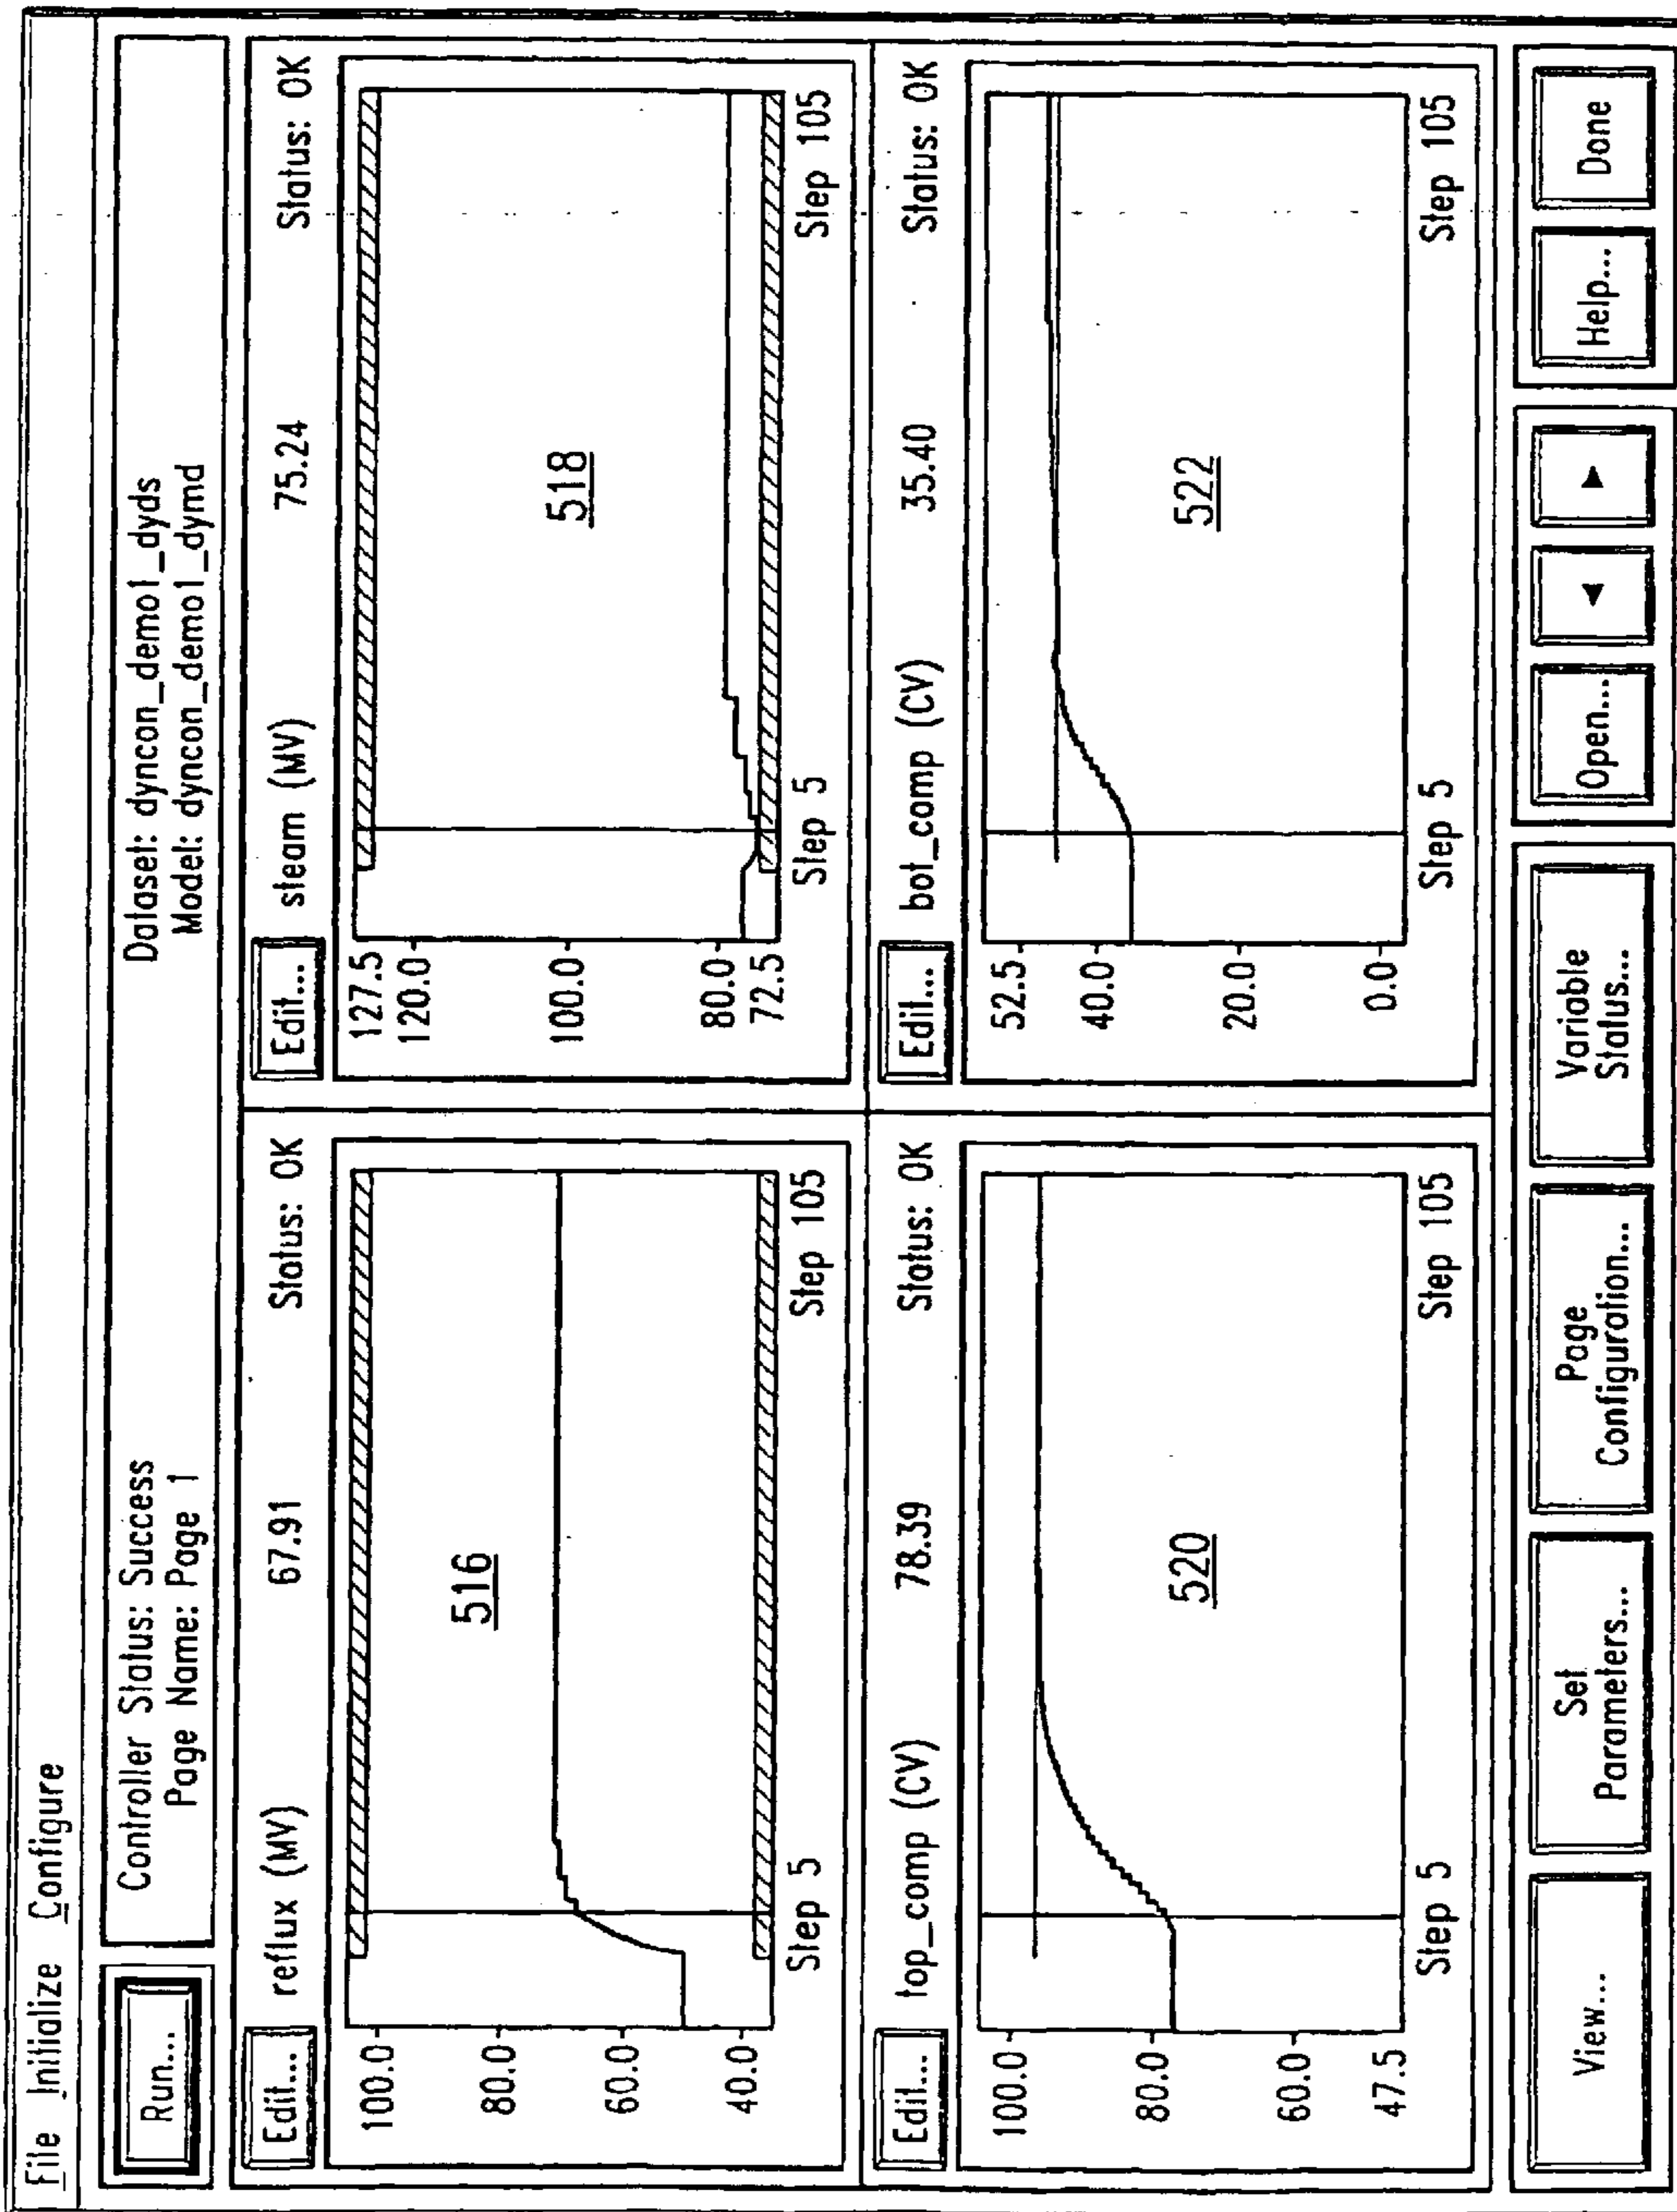 File Initialize Configure
Run...
Controller Status: Success
Page Name: Page 1
Dataset: dyncon_demo1_dyds
Model: dyncon_demo1_dymd
Edit... reflux (MV) 67.91 Status: OK
100.0
80.0
60.0
40.0
516
Step 5 Step 105
Edit... steam (MV) 75.24 Status: OK
127.5
120.0
100.0
80.0
72.5
518
Step 5 Step 105
Edit... top_comp (CV) 78.39 Status: OK
100.0
80.0
60.0
47.5
520
Step 5 Step 105
Edit... bot_comp (CV) 35.40 Status: OK
52.5
40.0
20.0
0.0
522
Step 5 Step 105
View...
Set
Parameters...
Page
Configuration...
Variable
Status...
Open...
Help...
Done